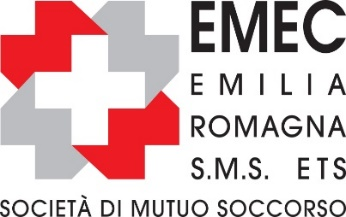 EMEC
EMILIA
ROMAGNA
S.M.S. ETS
SOCIETÀ DI MUTUO SOCCORSO